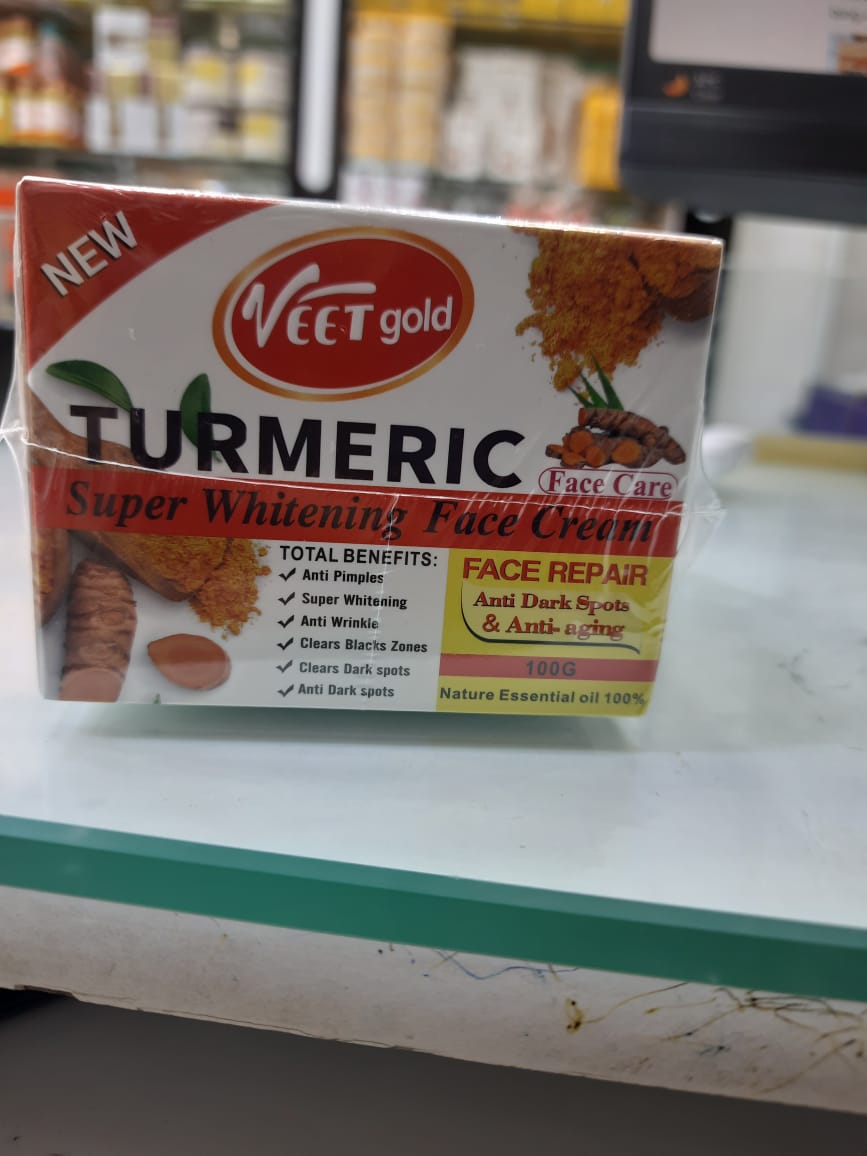 NEW
VEET gold
TURMERIC
Face Care
Super Whitening Face Cream
TOTAL BENEFITS:
Anti Pimples
Super Whitening
Anti Wrinkle
Clears Blacks Zones
Clears Dark spots
Anti Dark spots
FACE REPAIR
Anti Dark Spots
& Anti-aging
100G
Nature Essential oil 100%